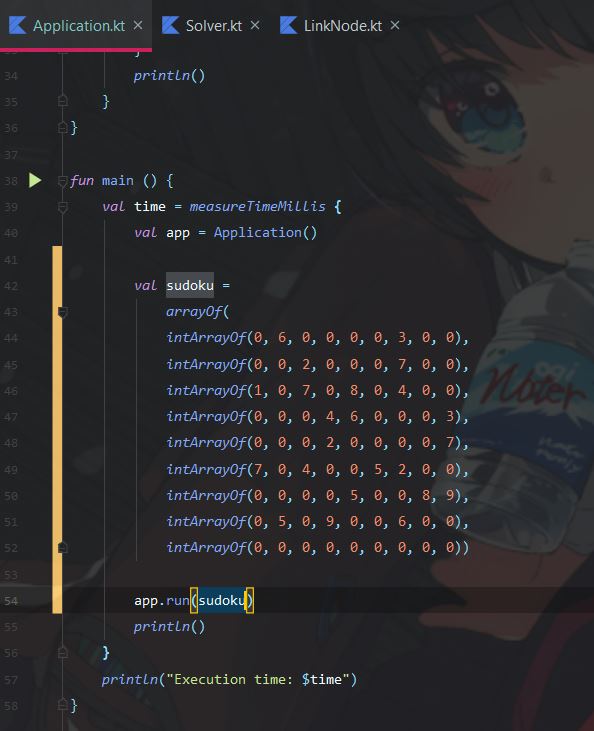 Application.kt × Solver.kt × LinkNode.kt ×
33 }
34 println()
35 }
36 }
37
38 fun main () {
39 val time = measureTimeMillis {
40 val app = Application()
41
42 val sudoku =
43 arrayOf(
44 intArrayOf(0, 6, 0, 0, 0, 0, 3, 0, 0),
45 intArrayOf(0, 0, 2, 0, 0, 0, 7, 0, 0),
46 intArrayOf(1, 0, 7, 0, 8, 0, 4, 0, 0),
47 intArrayOf(0, 0, 0, 4, 6, 0, 0, 0, 3),
48 intArrayOf(0, 0, 0, 2, 0, 0, 0, 0, 7),
49 intArrayOf(7, 0, 4, 0, 0, 5, 2, 0, 0),
50 intArrayOf(0, 0, 0, 0, 5, 0, 0, 8, 9),
51 intArrayOf(0, 5, 0, 9, 0, 0, 6, 0, 0),
52 intArrayOf(0, 0, 0, 0, 0, 0, 0, 0, 0))
53
54 app.run(sudoku)
55 println()
56 }
57 println("Execution time: $time")
58 }